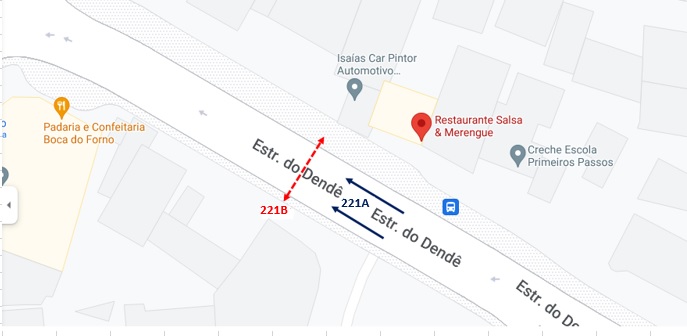 Isaías Car Pintor
Automotivo...
Restaurante Salsa
& Merengue
Padaria e Confeitaria
Boca do Forno
Creche Escola
Primeiros Passos
Estr. do Dendê
221B
221A
Estr. do Dendê
Estr. do De